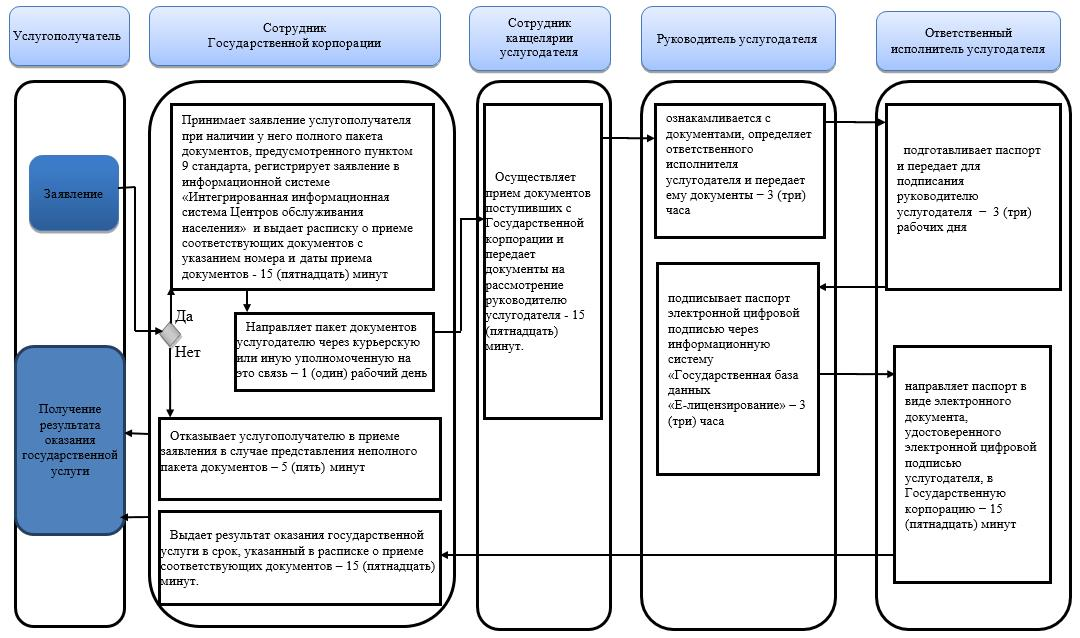 Услугополучатель
Сотрудник
Государственной корпорации
Сотрудник
канцелярии
услугодателя
Руководитель услугодателя
Ответственный
исполнитель услугодателя
Заявление
Получение
результата
оказания
государственной
услуги
Принимает заявление услугополучателя
при наличии у него полного пакета
документов, предусмотренного пунктом
9 стандарта, регистрирует заявление в
информационной системе
«Интегрированная информационная
система Центров обслуживания
населения» и выдает расписку о приеме
соответствующих документов с
указанием номера и даты приема
документов - 15 (пятнадцать) минут
Да
Нет
Направляет пакет документов
услугодателю через курьерскую
или иную уполномоченную на
это связь – 1 (один) рабочий день
Отказывает услугополучателю в приеме
заявления в случае представления неполного
пакета документов – 5 (пять) минут
Выдает результат оказания государственной
услуги в срок, указанный в расписке о приеме
соответствующих документов – 15 (пятнадцать)
минут.
Осуществляет
прием документов
поступивших с
Государственной
корпорации и
передает
документы на
рассмотрение
руководителю
услугодателя - 15
(пятнадцать)
минут.
ознакамливается с
документами, определяет
ответственного
исполнителя
услугодателя и передает
ему документы – 3 (три)
часа
подписывает паспорт
электронной цифровой
подписью через
информационную
систему
«Государственная база
данных
«Е-лицензирование» – 3
(три) часа
подготавливает паспорт
и передает для
подписания
руководителю
услугодателя – 3 (три)
рабочих дня
направляет паспорт в
виде электронного
документа,
удостоверенного
электронной цифровой
подписью
услугодателя, в
Государственную
корпорацию – 15
(пятнадцать) минут